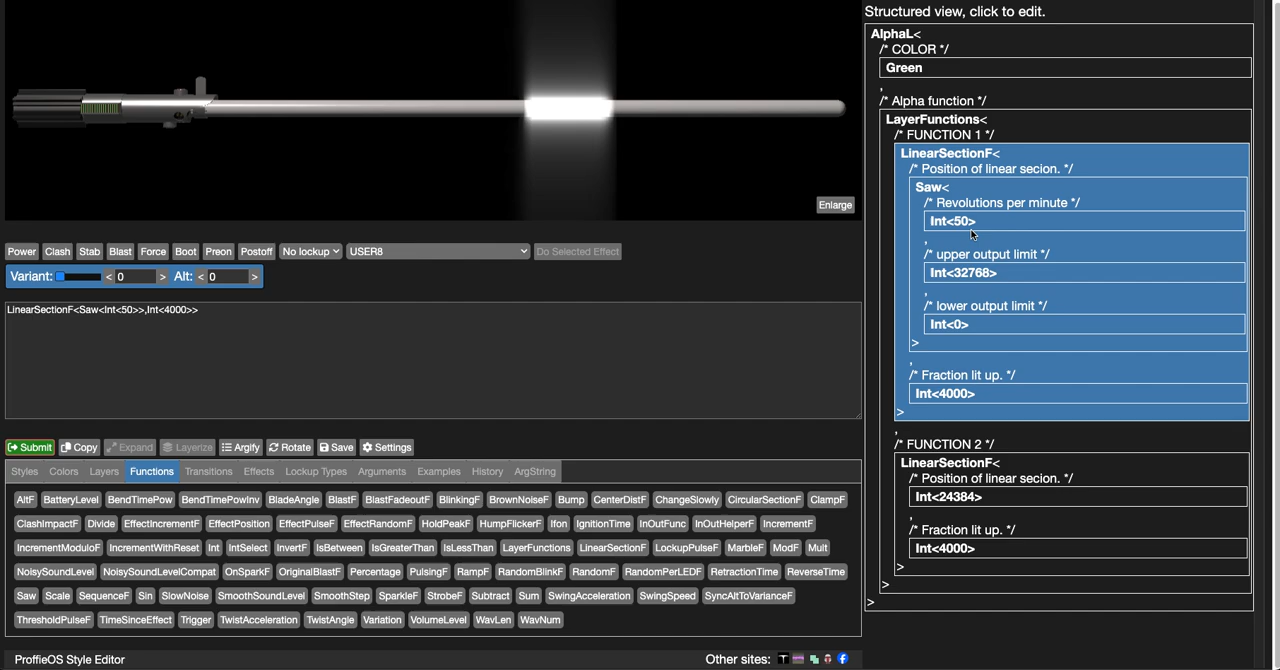 Enlarge
Power Clash Stab Blast Force Boot Preon Postoff No lockup USER8 Do Selected Effect
Variant: < 0 > Alt: < 0 >
LinearSectionF<Saw<Int<50>>,Int<4000>>
Submit Copy Expand Layerize Argify Rotate Save Settings
Styles Colors Layers Functions Transitions Effects Lockup Types Arguments Examples History ArgString
AltF BatteryLevel BendTimePow BendTimePowInv BladeAngle BlastF BlastFadeoutF BlinkingF BrownNoiseF Bump CenterDistF ChangeSlowly CircularSectionF ClampF
ClashImpactF Divide EffectIncrementF EffectPosition EffectPulseF EffectRandomF HoldPeakF HumpFlickerF Ifon IgnitionTime InOutFunc InOutHelperF IncrementF
IncrementModuloF IncrementWithReset Int IntSelect InvertF IsBetween IsGreaterThan IsLessThan LayerFunctions LinearSectionF LockupPulseF MarbleF ModF Mult
NoisySoundLevel NoisySoundLevelCompat OnSparkF OriginalBlastF Percentage PulsingF RampF RandomBlinkF RandomF RandomPerLEDF RetractionTime ReverseTime
Saw Scale SequenceF Sin SlowNoise SmoothSoundLevel SmoothStep SparkleF StrobeF Subtract Sum SwingAcceleration SwingSpeed SyncAltToVarianceF
ThresholdPulseF TimeSinceEffect Trigger TwistAcceleration TwistAngle Variation VolumeLevel WavLen WavNum
ProffieOS Style Editor
Other sites:
Structured view, click to edit.
AlphaL<
/* COLOR */
Green
,
/* Alpha function */
LayerFunctions<
/* FUNCTION 1 */
LinearSectionF<
/* Position of linear secion. */
Saw<
/* Revolutions per minute */
Int<50>
,
/* upper output limit */
Int<32768>
,
/* lower output limit */
Int<0>
>
,
/* Fraction lit up. */
Int<4000>
>
,
/* FUNCTION 2 */
LinearSectionF<
/* Position of linear secion. */
Int<24384>
,
/* Fraction lit up. */
Int<4000>
>
>
>